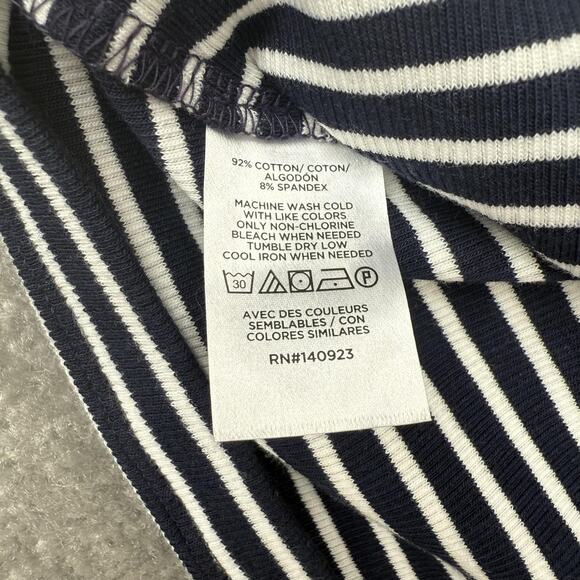 92% COTTON/ COTON/
ALGODÓN
8% SPANDEX
MACHINE WASH COLD
WITH LIKE COLORS
ONLY NON-CHLORINE
BLEACH WHEN NEEDED
TUMBLE DRY LOW
COOL IRON WHEN NEEDED
30 P
AVEC DES COULEURS
SEMBLABLES / CON
COLORES SIMILARES
RN#140923